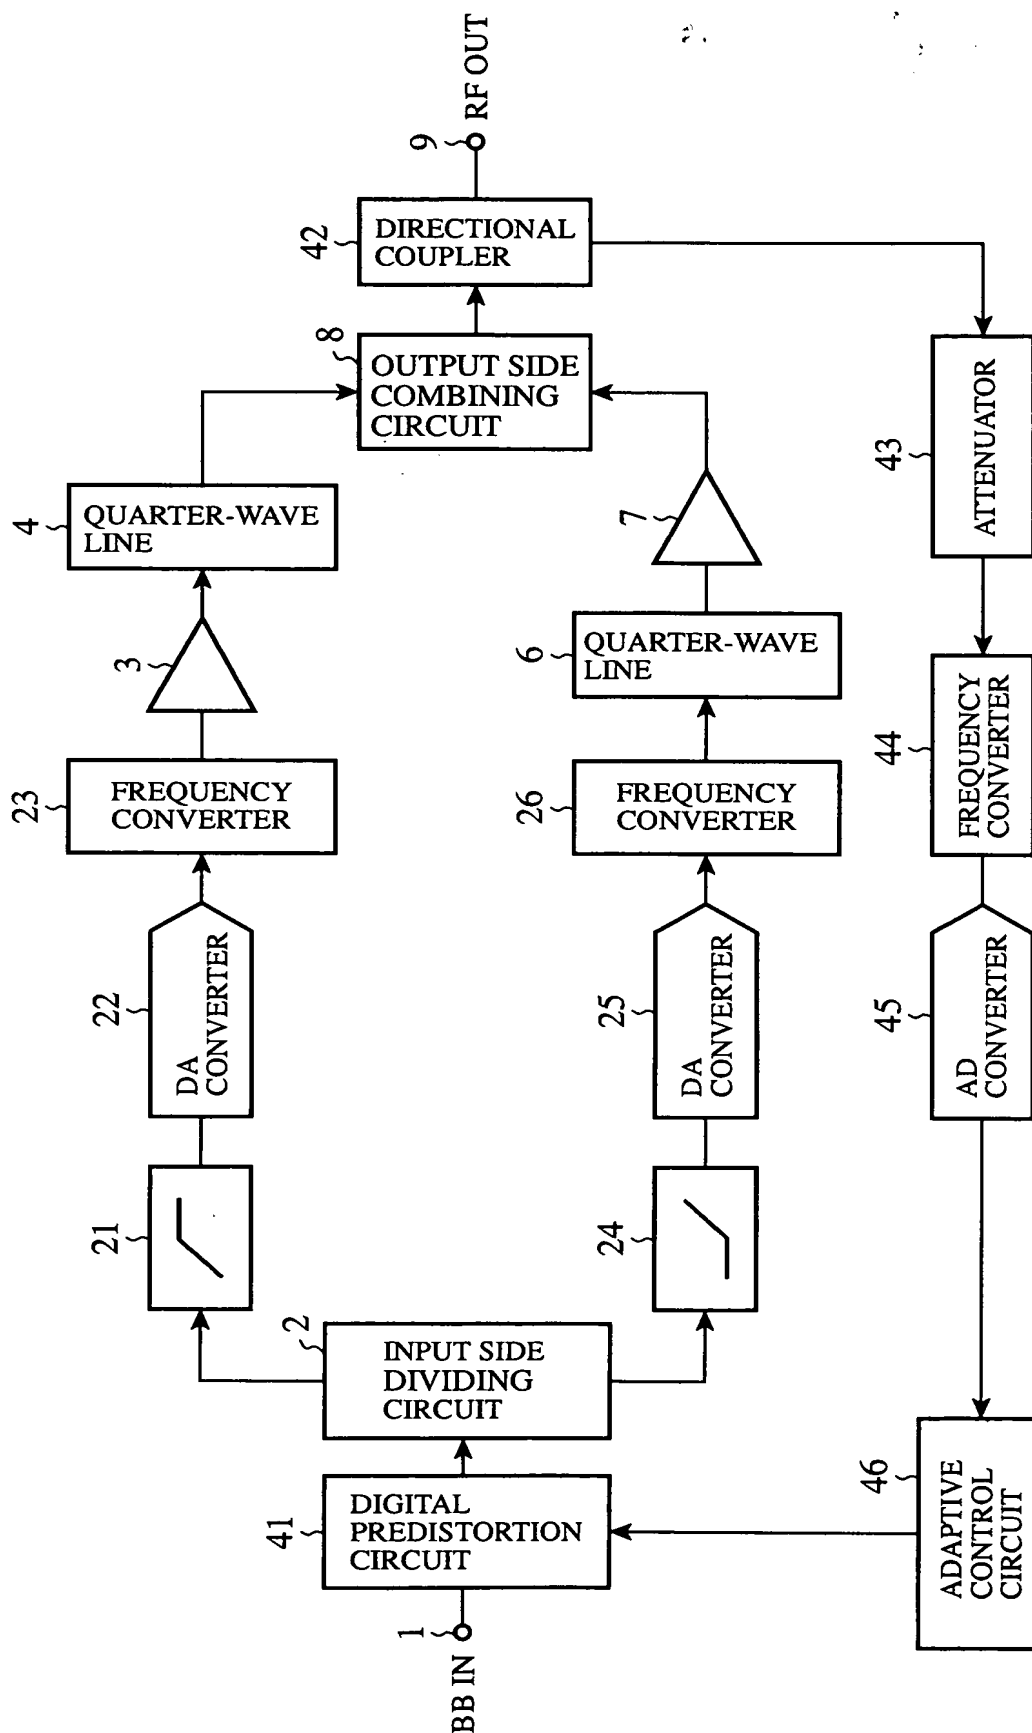 BB IN
1
41
DIGITAL
PREDISTORTION
CIRCUIT
2
INPUT SIDE
DIVIDING
CIRCUIT
21
22
DA
CONVERTER
23
FREQUENCY
CONVERTER
3
4
QUARTER-WAVE
LINE
24
25
DA
CONVERTER
26
FREQUENCY
CONVERTER
6
QUARTER-WAVE
LINE
7
8
OUTPUT SIDE
COMBINING
CIRCUIT
42
DIRECTIONAL
COUPLER
9
RF OUT
46
ADAPTIVE
CONTROL
CIRCUIT
45
AD
CONVERTER
44
FREQUENCY
CONVERTER
43
ATTENUATOR